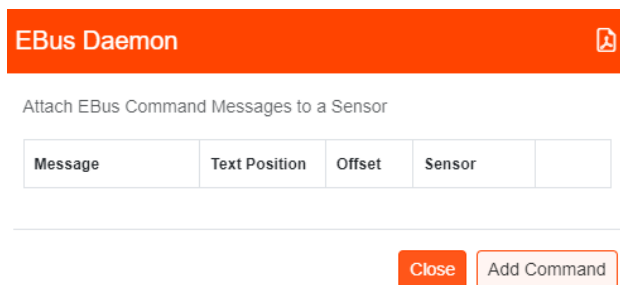 EBus Daemon
Attach EBus Command Messages to a Sensor
Message Text Position Offset Sensor
Close Add Command